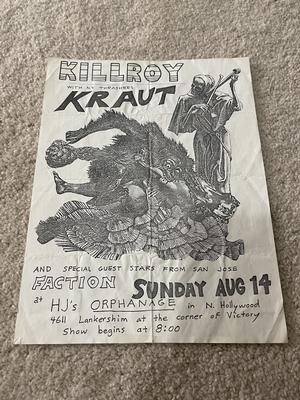 KILLROY
WITH NY THRASHERS
KRAUT
AND SPECIAL GUEST STARS FROM SAN JOSE
FACTION SUNDAY AUG 14
at HJ's ORPHANAGE in N. Hollywood
4611 Lankershim at the corner of Victory
Show begins at 8:00